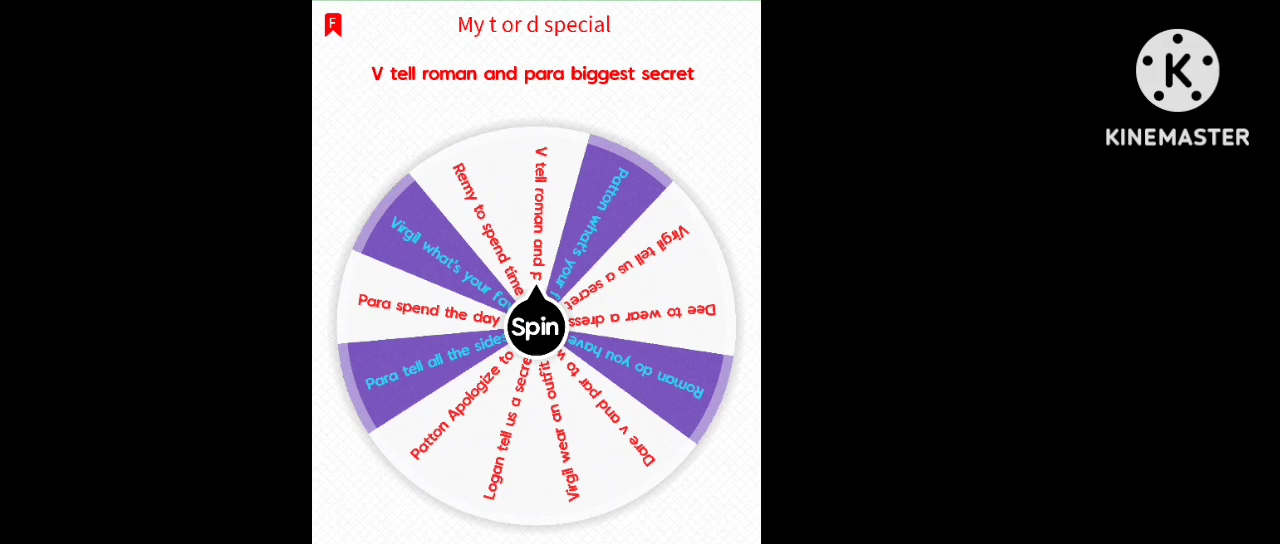 F
My t or d special
V tell roman and para biggest secret
KINEMASTER
V tell roman and p
Patton what's your f
Virgil tell us a secret
Dee to wear a dress
Roman do you have
Dare v and par to w
Virgil wear an outfit
Logan tell us a secre
Patton Apologize to
Para tell all the sides
Para spend the day
Virgil what's your fav
Remy to spend time
Spin